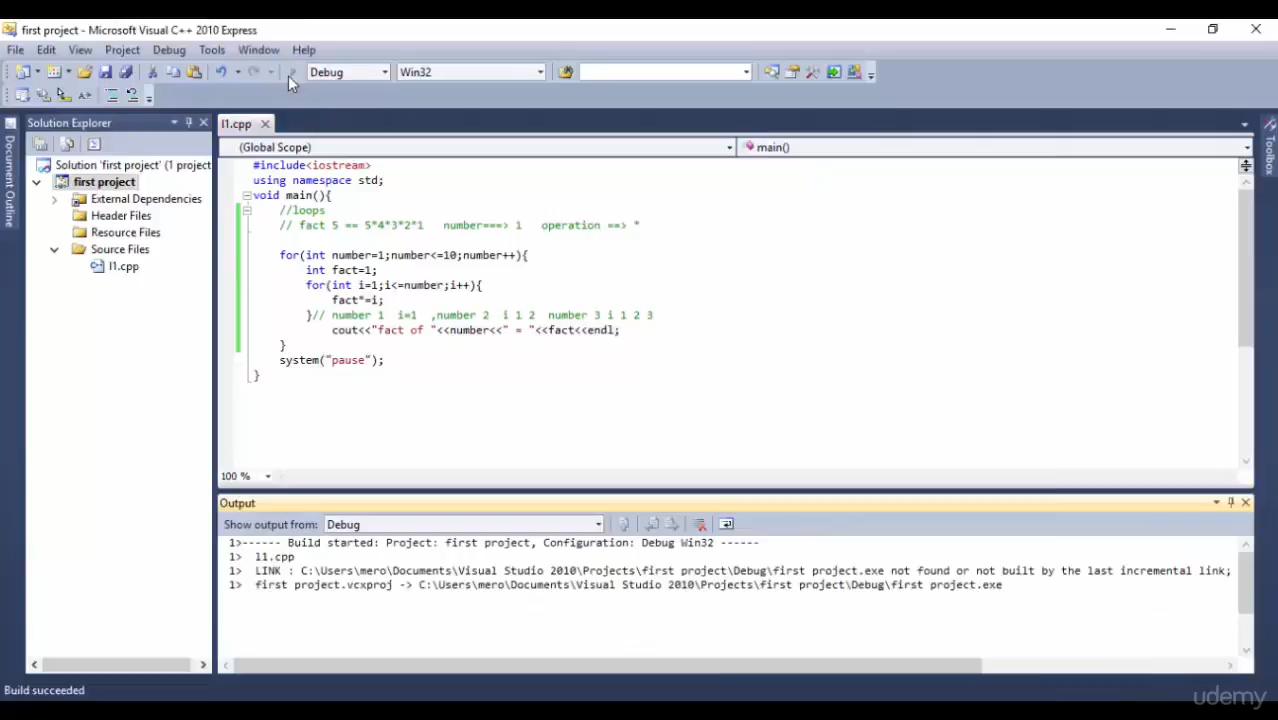 first project - Microsoft Visual C++ 2010 Express
File Edit View Project Debug Tools Window Help
Debug Win32
Solution Explorer
l1.cpp
Document Outline
Toolbox
(Global Scope) main()
Solution 'first project' (1 project
first project
External Dependencies
Header Files
Resource Files
Source Files
l1.cpp
#include<iostream>
using namespace std;
void main(){
//loops
// fact 5 == 5*4*3*2*1 number===> 1 operation ==> *
for(int number=1;number<=10;number++){
int fact=1;
for(int i=1;i<=number;i++){
fact*=i;
}// number 1 i=1 ,number 2 i 1 2 number 3 i 1 2 3
cout<<"fact of "<<number<<" = "<<fact<<endl;
}
system("pause");
}
100 %
Output
Show output from: Debug
1>------ Build started: Project: first project, Configuration: Debug Win32 ------
1> l1.cpp
1> LINK : C:\Users\mero\Documents\Visual Studio 2010\Projects\first project\Debug\first project.exe not found or not built by the last incremental link;
1> first project.vcxproj -> C:\Users\mero\Documents\Visual Studio 2010\Projects\first project\Debug\first project.exe
Build succeeded
udemy